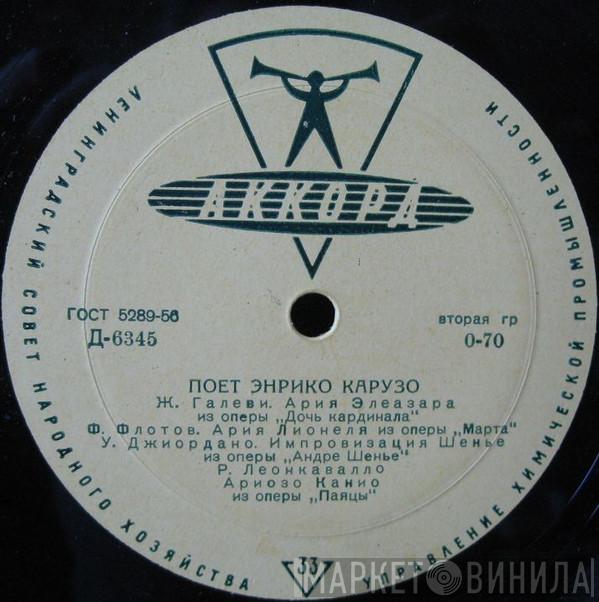 ЛЕНИНГРАДСКИЙ СОВЕТ НАРОДНОГО ХОЗЯЙСТВА
УПРАВЛЕНИЕ ХИМИЧЕСКОЙ ПРОМЫШЛЕННОСТИ
АККОРД
ГОСТ 5289-56
Д-6345
вторая гр
0-70
ПОЕТ ЭНРИКО КАРУЗО
Ж. Галеви. Ария Элеазара
из оперы „Дочь кардинала“
Ф. Флотов. Ария Лионеля из оперы „Марта“
У. Джиордано. Импровизация Шенье
из оперы „Андре Шенье“
Р. Леонкавалло
Ариозо Канио
из оперы „Паяцы“
33
МАРКЕТ ВИНИЛА